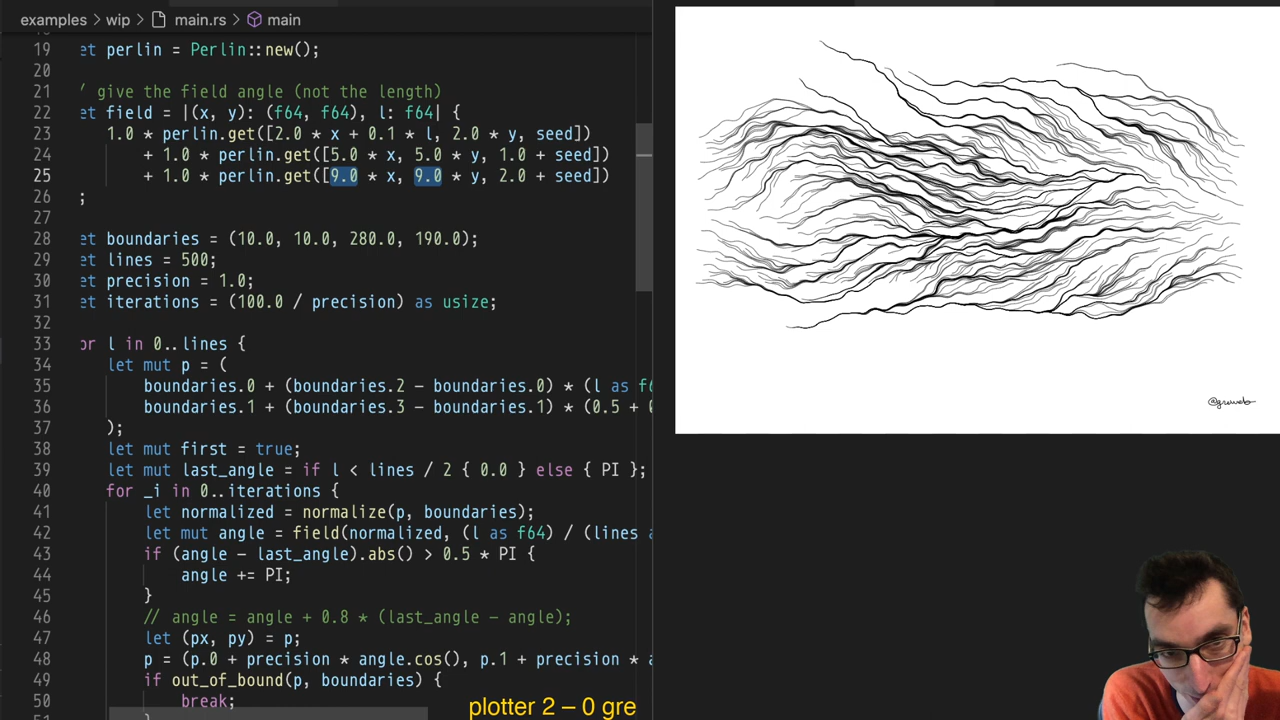 examples > wip > main.rs > main
19 et perlin = Perlin::new();
20
21 / give the field angle (not the length)
22 et field = |(x, y): (f64, f64), l: f64| {
23 1.0 * perlin.get([2.0 * x + 0.1 * l, 2.0 * y, seed])
24 + 1.0 * perlin.get([5.0 * x, 5.0 * y, 1.0 + seed])
25 + 1.0 * perlin.get([9.0 * x, 9.0 * y, 2.0 + seed])
26 ;
27
28 et boundaries = (10.0, 10.0, 280.0, 190.0);
29 et lines = 500;
30 et precision = 1.0;
31 et iterations = (100.0 / precision) as usize;
32
33 or l in 0..lines {
34 let mut p = (
35 boundaries.0 + (boundaries.2 - boundaries.0) * (l as f6
36 boundaries.1 + (boundaries.3 - boundaries.1) * (0.5 + 0
37 );
38 let mut first = true;
39 let mut last_angle = if l < lines / 2 { 0.0 } else { PI };
40 for _i in 0..iterations {
41 let normalized = normalize(p, boundaries);
42 let mut angle = field(normalized, (l as f64) / (lines a
43 if (angle - last_angle).abs() > 0.5 * PI {
44 angle += PI;
45 }
46 // angle = angle + 0.8 * (last_angle - angle);
47 let (px, py) = p;
48 p = (p.0 + precision * angle.cos(), p.1 + precision * a
49 if out_of_bound(p, boundaries) {
50 break;
@greweb
plotter 2 – 0 gre